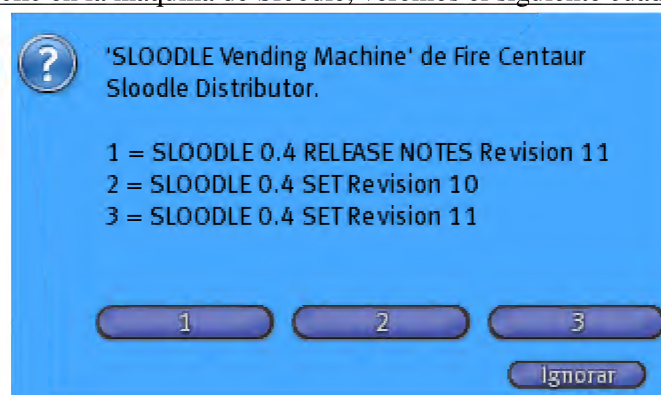 'SLOODLE Vending Machine' de Fire Centaur
Sloodle Distributor.
1 = SLOODLE 0.4 RELEASE NOTES Revision 11
2 = SLOODLE 0.4 SET Revision 10
3 = SLOODLE 0.4 SET Revision 11
1 2 3
Ignorar